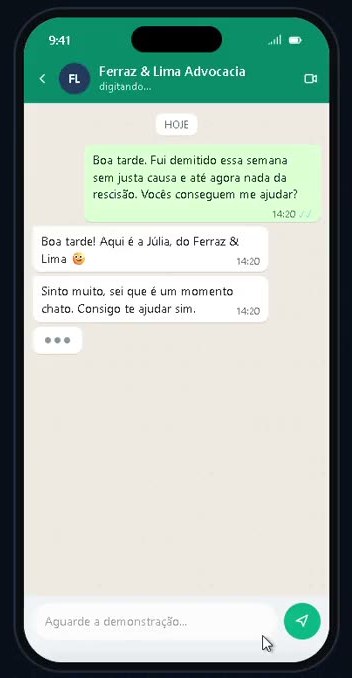 9:41
FL
Ferraz & Lima Advocacia
digitando...
HOJE
Boa tarde. Fui demitido essa semana
sem justa causa e até agora nada da
rescisão. Vocês conseguem me ajudar?
14:20
Boa tarde! Aqui é a Júlia, do Ferraz &
Lima 🤪
14:20
Sinto muito, sei que é um momento
chato. Consigo te ajudar sim.
14:20
Aguarde a demonstração...